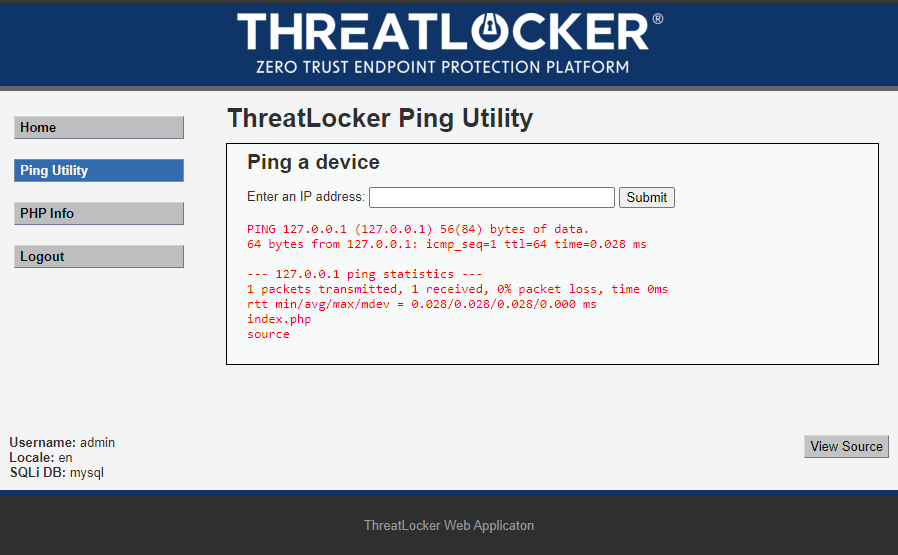 THREATLOCKER®
ZERO TRUST ENDPOINT PROTECTION PLATFORM
Home
Ping Utility
PHP Info
Logout
ThreatLocker Ping Utility
Ping a device
Enter an IP address: Submit
PING 127.0.0.1 (127.0.0.1) 56(84) bytes of data.
64 bytes from 127.0.0.1: icmp_seq=1 ttl=64 time=0.028 ms
--- 127.0.0.1 ping statistics ---
1 packets transmitted, 1 received, 0% packet loss, time 0ms
rtt min/avg/max/mdev = 0.028/0.028/0.028/0.000 ms
index.php
source
Username: admin
Locale: en
SQLi DB: mysql
View Source
ThreatLocker Web Applicaton